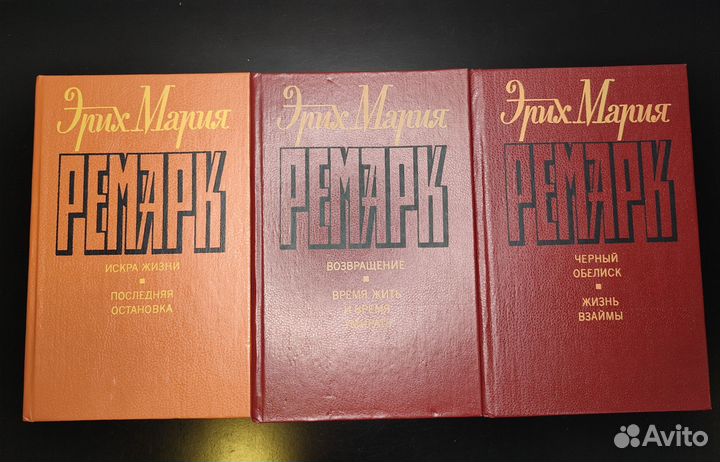 Эрих Мария
РЕМАРК
ИСКРА ЖИЗНИ
ПОСЛЕДНЯЯ
ОСТАНОВКА
Эрих Мария
РЕМАРК
ВОЗВРАЩЕНИЕ
ВРЕМЯ ЖИТЬ
И ВРЕМЯ
УМИРАТЬ
Эрих Мария
РЕМАРК
ЧЕРНЫЙ
ОБЕЛИСК
ЖИЗНЬ
ВЗАЙМЫ
Avito